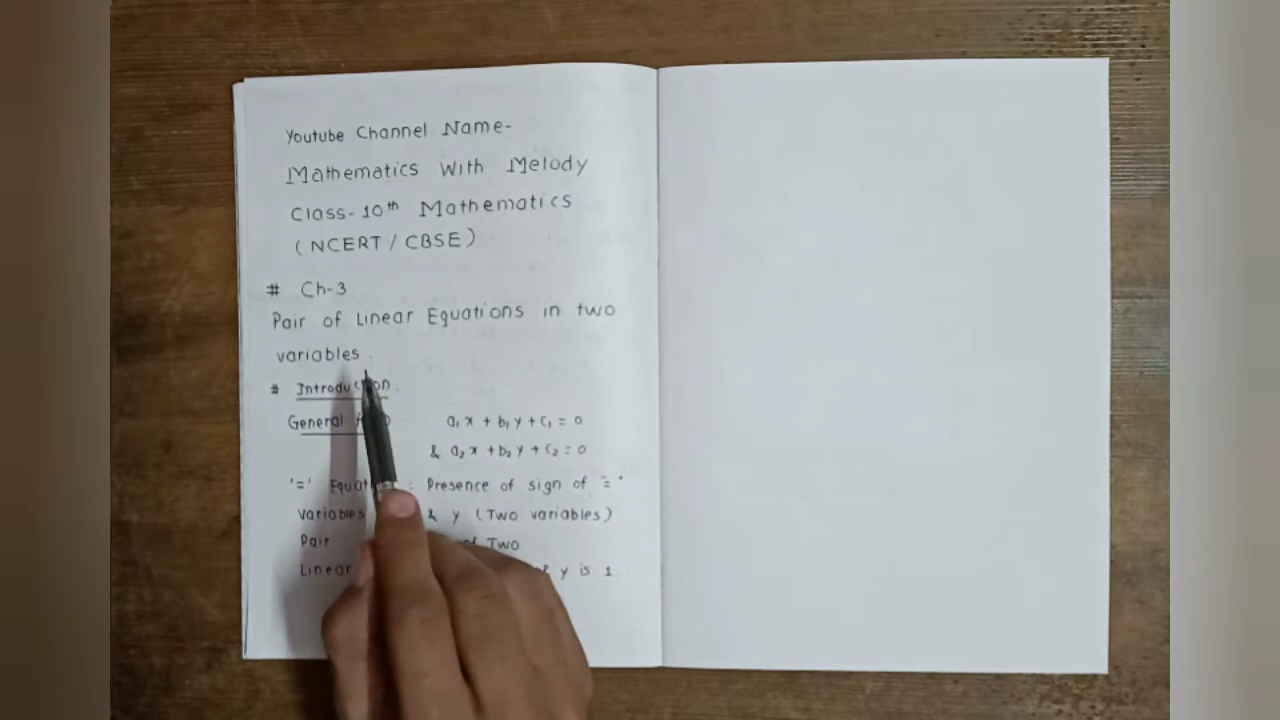 Youtube Channel Name-
Mathematics with Melody
Class-10th Mathematics
(NCERT / CBSE)
# Ch-3
Pair of Linear Equations in two
variables.
# Introduction.
General a₁x + b₁y + c₁ = 0
& a₂x + b₂y + c₂ = 0
'=' : Presence of sign of "="
Variables & y (Two variables)
Pair of Two
Linear y is 1